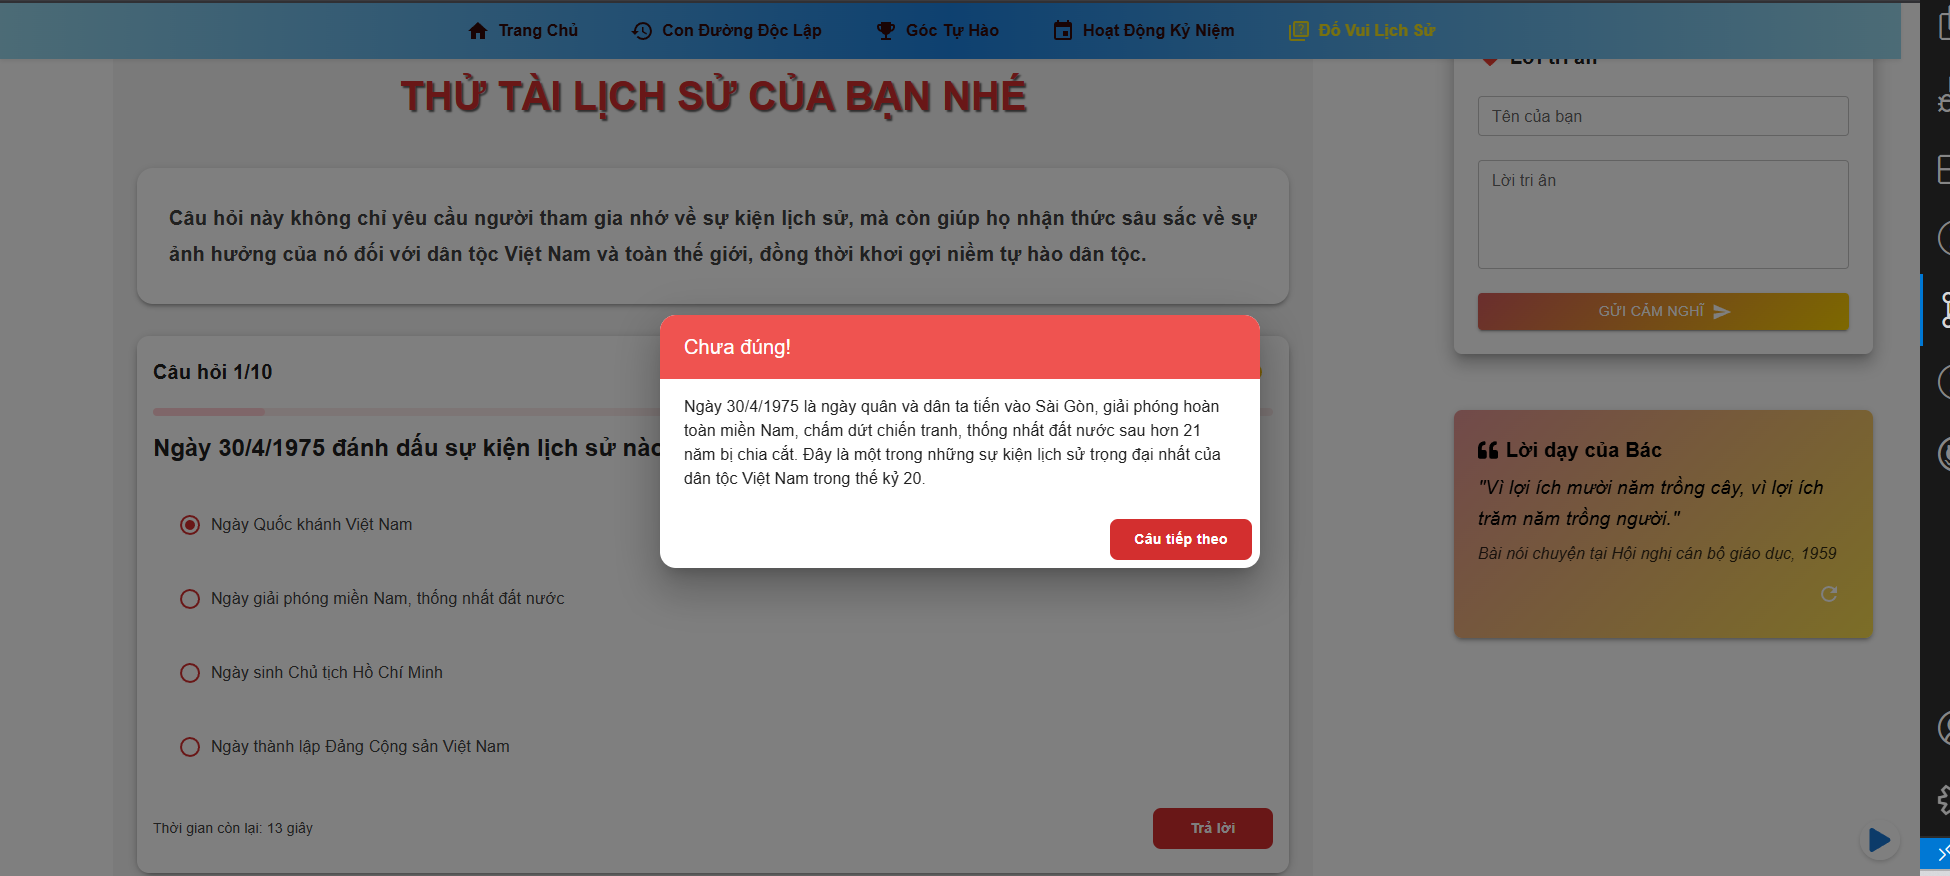 Trang Chủ
Con Đường Độc Lập
Góc Tự Hào
Hoạt Động Kỷ Niệm
Đố Vui Lịch Sử
THỬ TÀI LỊCH SỬ CỦA BẠN NHÉ
Câu hỏi này không chỉ yêu cầu người tham gia nhớ về sự kiện lịch sử, mà còn giúp họ nhận thức sâu sắc về sự
ảnh hưởng của nó đối với dân tộc Việt Nam và toàn thế giới, đồng thời khơi gợi niềm tự hào dân tộc.
Câu hỏi 1/10
Ngày 30/4/1975 đánh dấu sự kiện lịch sử nào
Ngày Quốc khánh Việt Nam
Ngày giải phóng miền Nam, thống nhất đất nước
Ngày sinh Chủ tịch Hồ Chí Minh
Ngày thành lập Đảng Cộng sản Việt Nam
Thời gian còn lại: 13 giây
Trả lời
Chưa đúng!
Ngày 30/4/1975 là ngày quân và dân ta tiến vào Sài Gòn, giải phóng hoàn
toàn miền Nam, chấm dứt chiến tranh, thống nhất đất nước sau hơn 21
năm bị chia cắt. Đây là một trong những sự kiện lịch sử trọng đại nhất của
dân tộc Việt Nam trong thế kỷ 20.
Câu tiếp theo
Lời tri ân
Tên của bạn
Lời tri ân
GỬI CẢM NGHĨ
Lời dạy của Bác
"Vì lợi ích mười năm trồng cây, vì lợi ích
trăm năm trồng người."
Bài nói chuyện tại Hội nghị cán bộ giáo dục, 1959